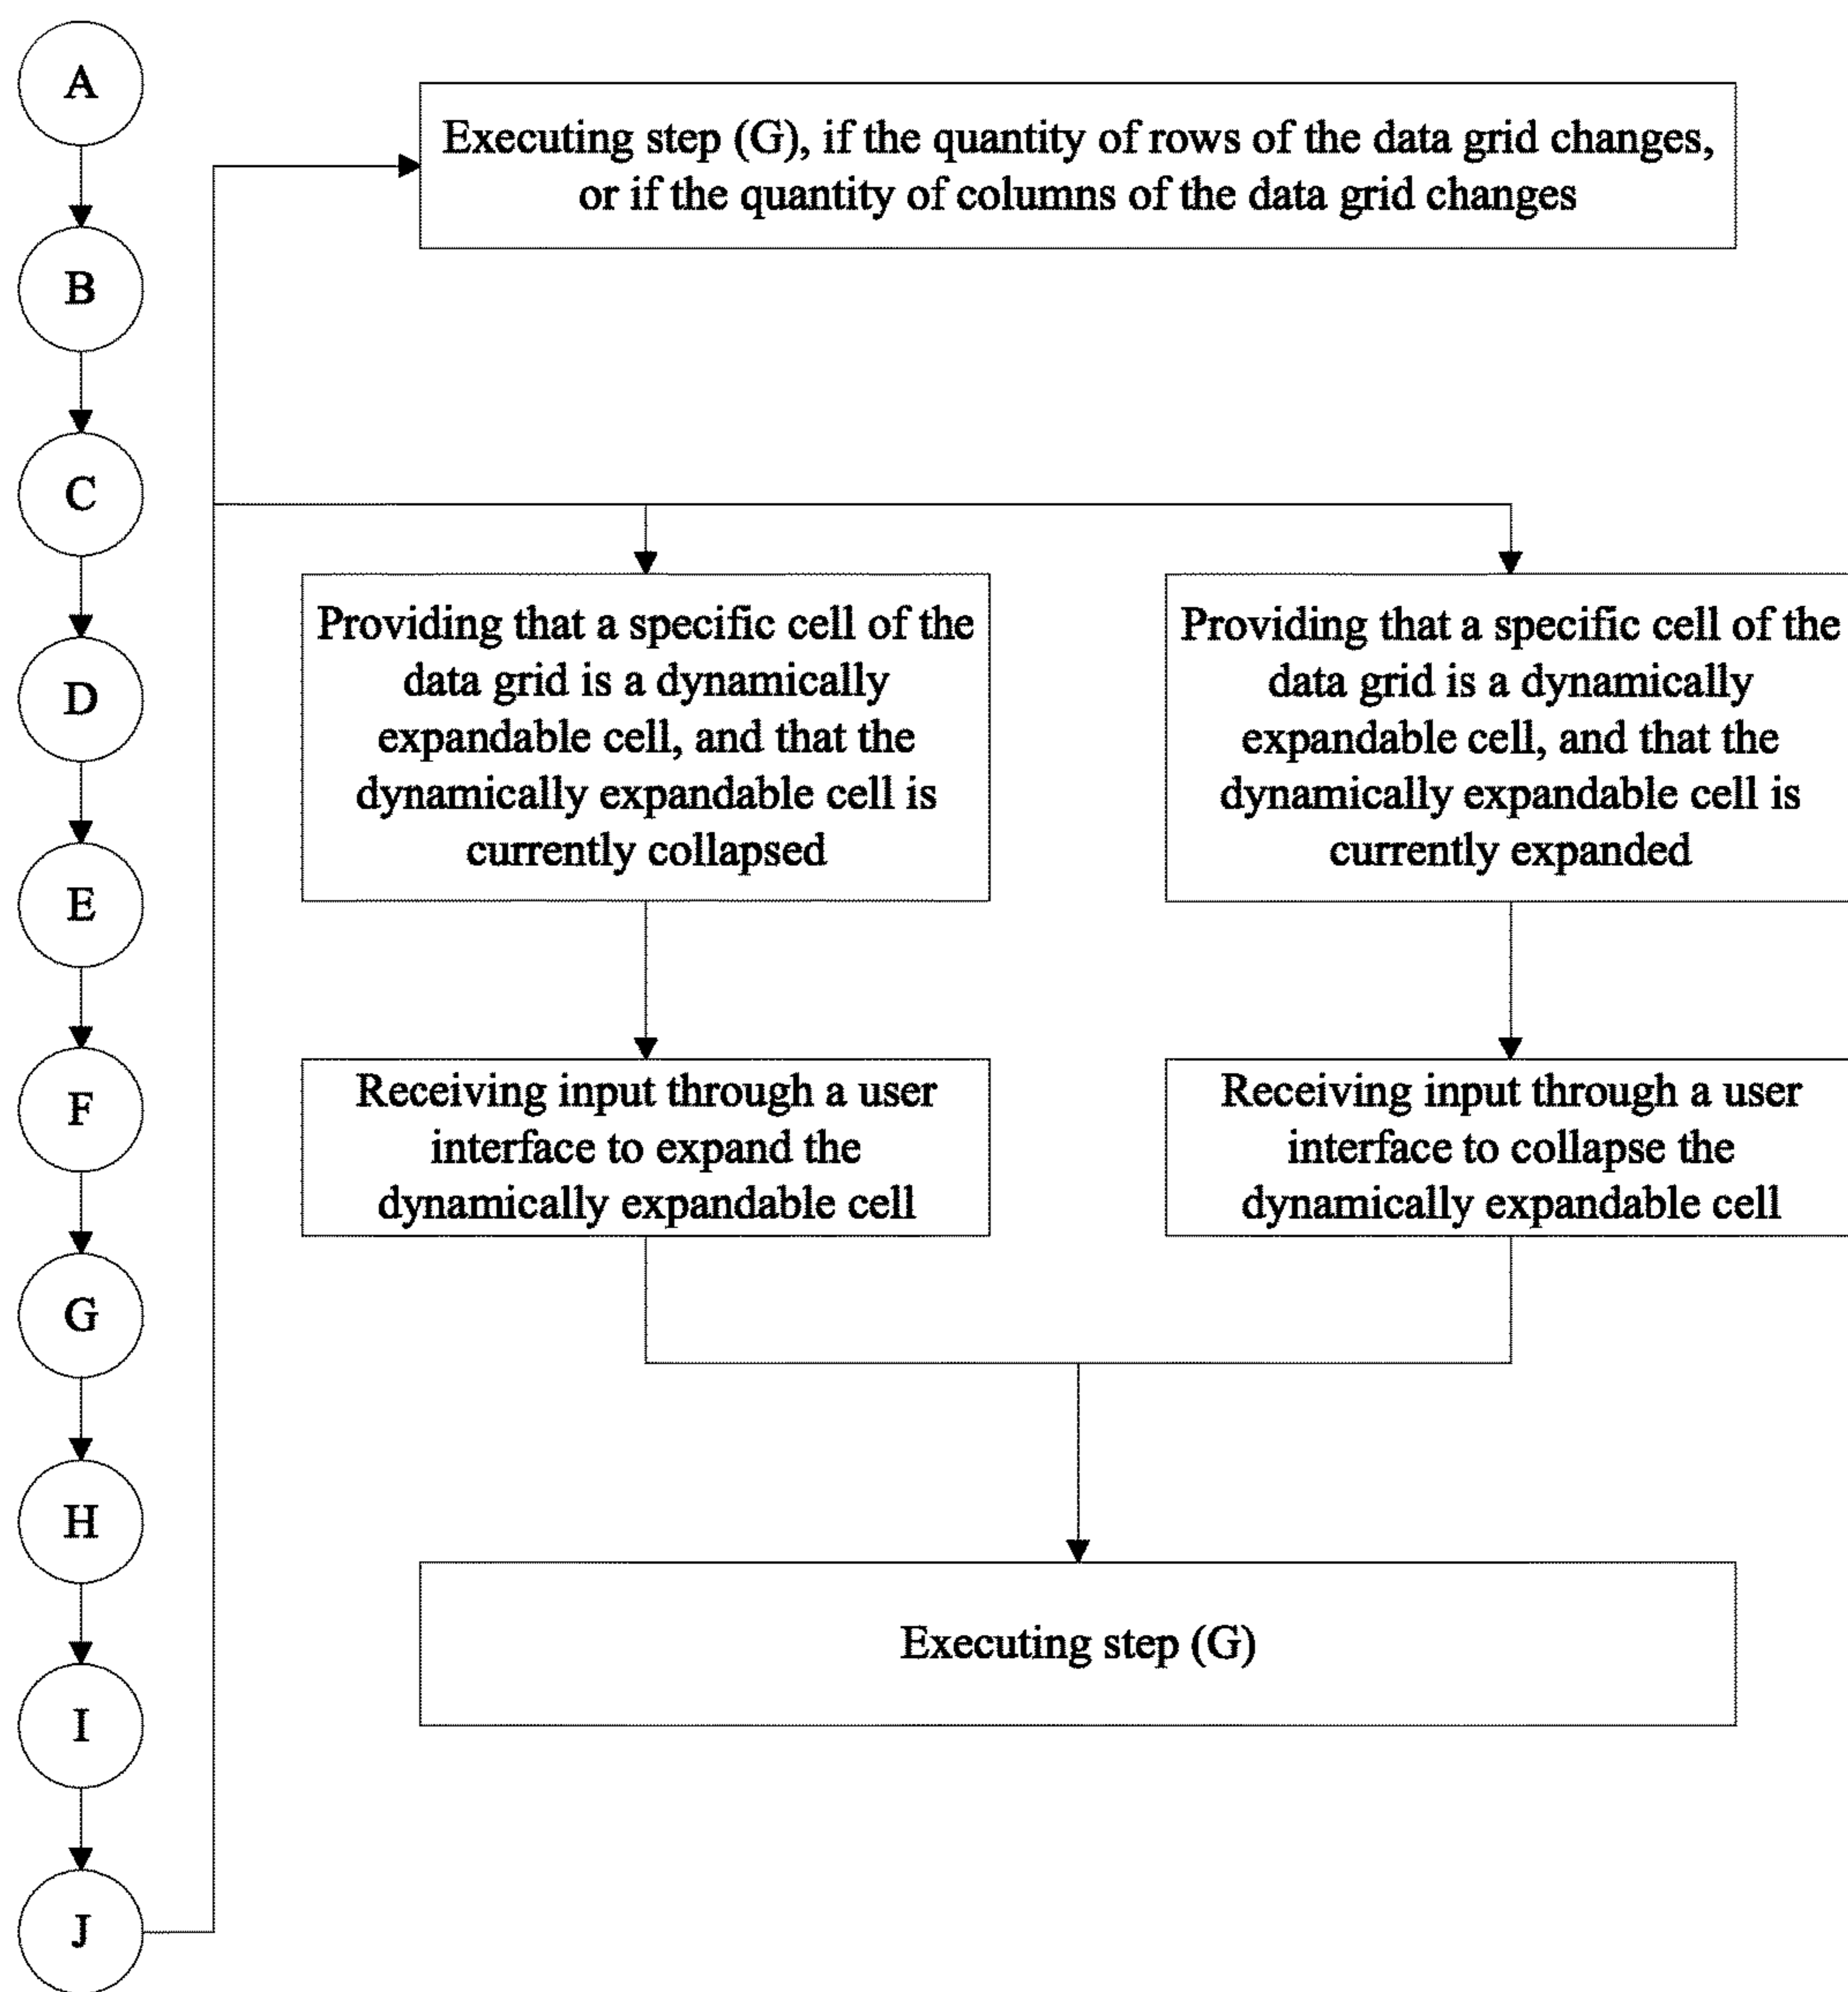 A
B
C
D
E
F
G
H
I
J
Executing step (G), if the quantity of rows of the data grid changes,
or if the quantity of columns of the data grid changes
Providing that a specific cell of the
data grid is a dynamically
expandable cell, and that the
dynamically expandable cell is
currently collapsed
Providing that a specific cell of the
data grid is a dynamically
expandable cell, and that the
dynamically expandable cell is
currently expanded
Receiving input through a user
interface to expand the
dynamically expandable cell
Receiving input through a user
interface to collapse the
dynamically expandable cell
Executing step (G)